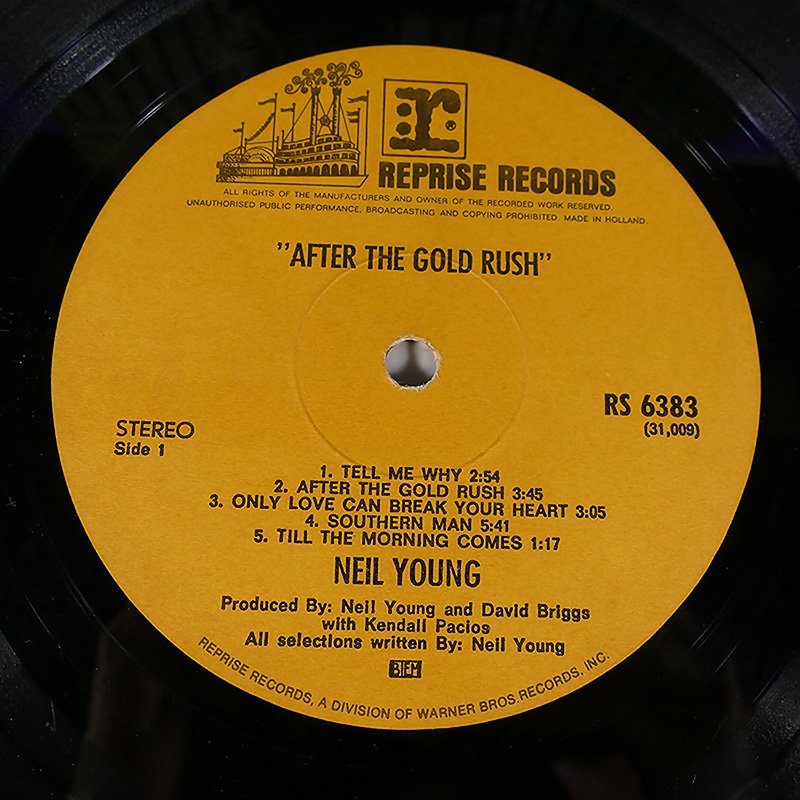 r®
REPRISE RECORDS
ALL RIGHTS OF THE MANUFACTURERS AND OWNER OF THE RECORDED WORK RESERVED.
UNAUTHORISED PUBLIC PERFORMANCE, BROADCASTING AND COPYING PROHIBITED. MADE IN HOLLAND.
"AFTER THE GOLD RUSH"
RS 6383
(31,009)
STEREO
Side 1
1. TELL ME WHY 2:54
2. AFTER THE GOLD RUSH 3:45
3. ONLY LOVE CAN BREAK YOUR HEART 3:05
4. SOUTHERN MAN 5:41
5. TILL THE MORNING COMES 1:17
NEIL YOUNG
Produced By: Neil Young and David Briggs
with Kendall Pacios
All selections written By: Neil Young
BIEM
REPRISE RECORDS, A DIVISION OF WARNER BROS. RECORDS, INC.